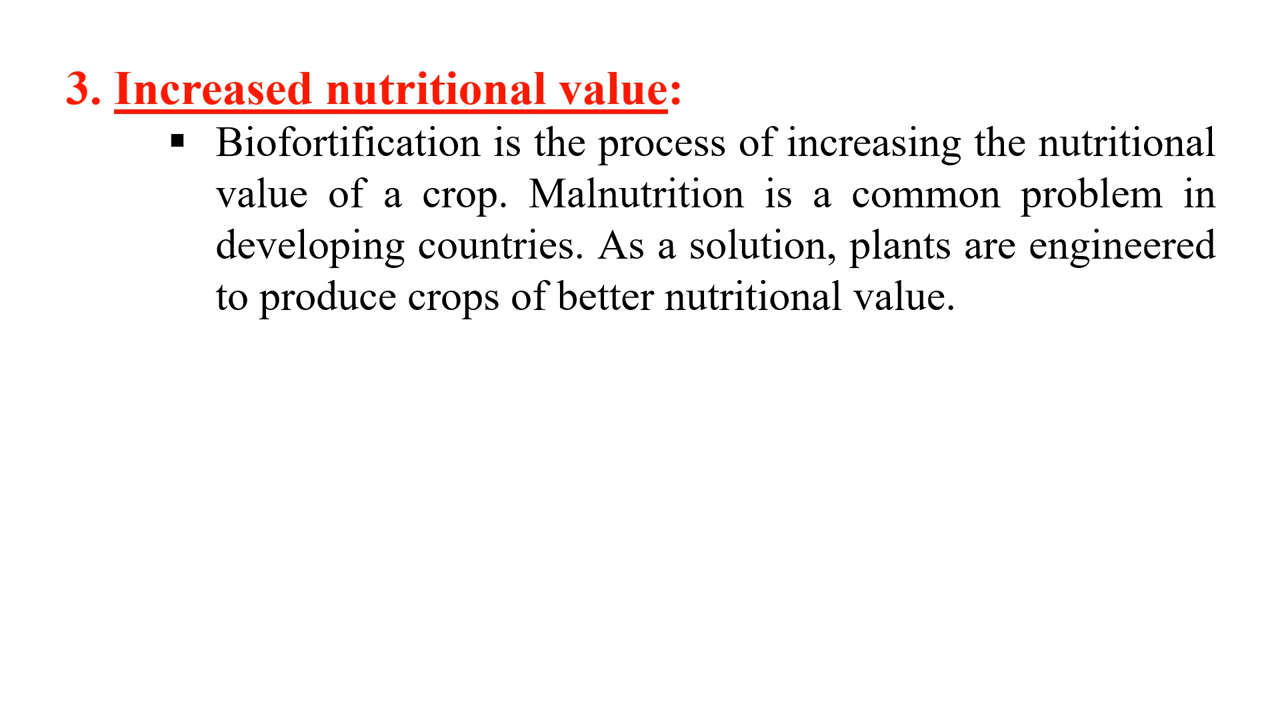 3. Increased nutritional value:
▪ Biofortification is the process of increasing the nutritional
value of a crop. Malnutrition is a common problem in
developing countries. As a solution, plants are engineered
to produce crops of better nutritional value.